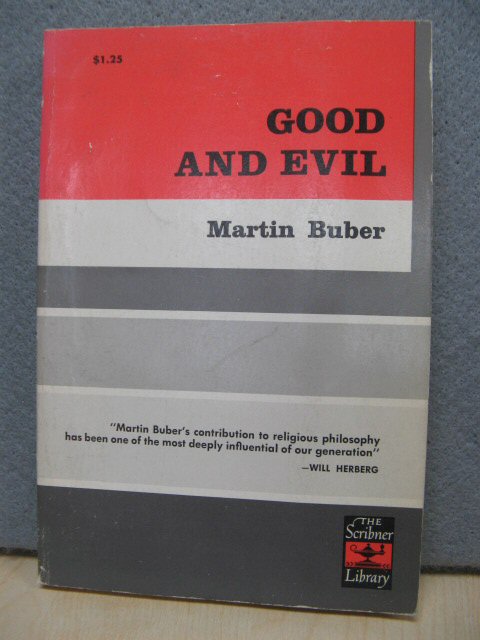 $1.25
GOOD
AND EVIL
Martin Buber
"Martin Buber's contribution to religious philosophy
has been one of the most deeply influential of our generation"
—WILL HERBERG
THE
Scribner
Library